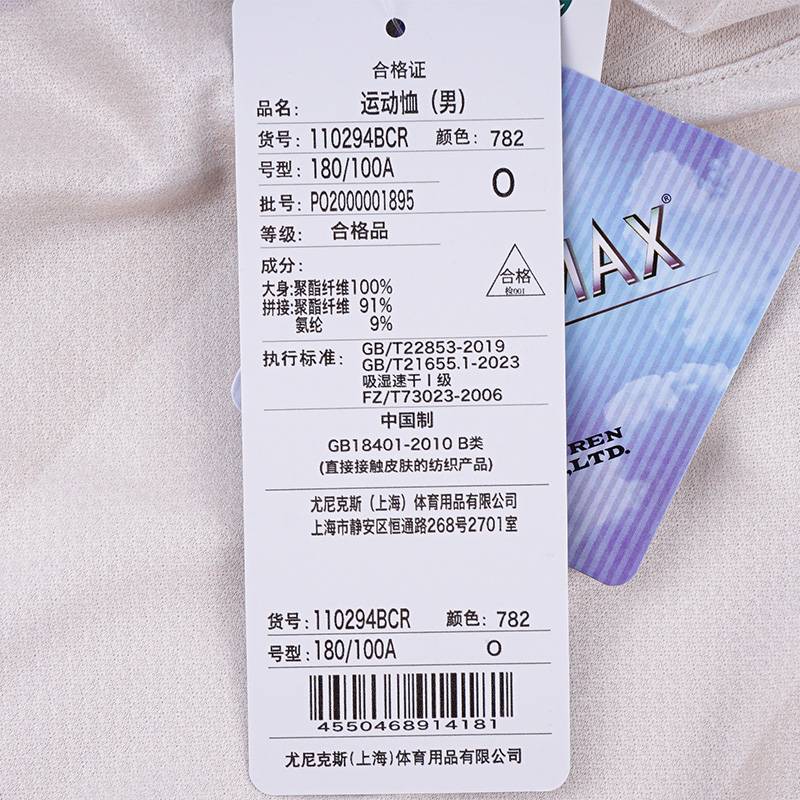 合格证
品名： 运动恤（男）
货号：110294BCR 颜色：782
号型：180/100A
O
批号：PO2000001895
等级： 合格品
成分：
大身:聚酯纤维100%
拼接:聚酯纤维 91%
氨纶 9%
合格
检001
执行标准： GB/T22853-2019
GB/T21655.1-2023
吸湿速干Ⅰ级
FZ/T73023-2006
中国制
GB18401-2010 B类
(直接接触皮肤的纺织产品)
尤尼克斯（上海）体育用品有限公司
上海市静安区恒通路268号2701室
货号：110294BCR 颜色：782
号型：180/100A O
4550468914181
尤尼克斯(上海)体育用品有限公司
MAX®
REN
,LTD.